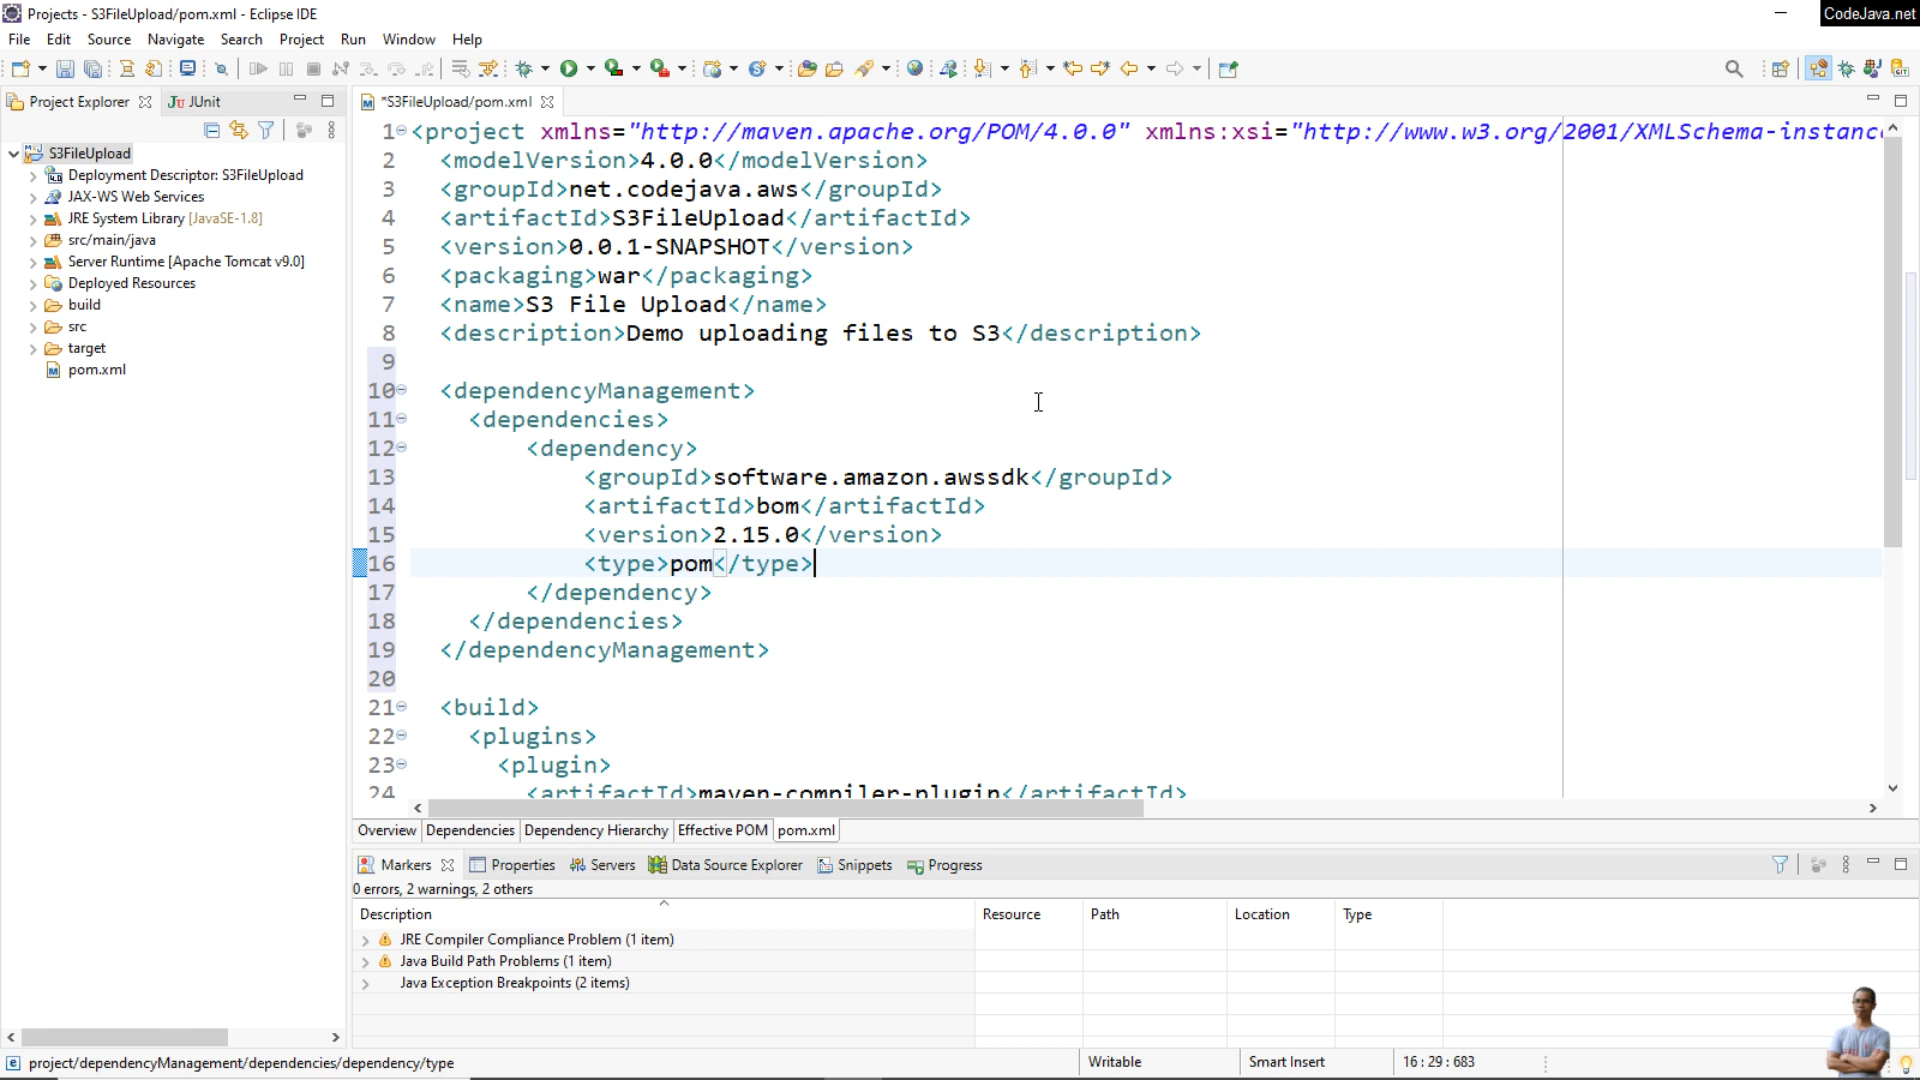 Projects - S3FileUpload/pom.xml - Eclipse IDE
CodeJava.net
File Edit Source Navigate Search Project Run Window Help
Project Explorer
JUnit
*S3FileUpload/pom.xml
S3FileUpload
Deployment Descriptor: S3FileUpload
JAX-WS Web Services
JRE System Library [JavaSE-1.8]
src/main/java
Server Runtime [Apache Tomcat v9.0]
Deployed Resources
build
src
target
pom.xml
1 <project xmlns="http://maven.apache.org/POM/4.0.0" xmlns:xsi="http://www.w3.org/2001/XMLSchema-instanc
2 <modelVersion>4.0.0</modelVersion>
3 <groupId>net.codejava.aws</groupId>
4 <artifactId>S3FileUpload</artifactId>
5 <version>0.0.1-SNAPSHOT</version>
6 <packaging>war</packaging>
7 <name>S3 File Upload</name>
8 <description>Demo uploading files to S3</description>
9
10 <dependencyManagement>
11 <dependencies>
12 <dependency>
13 <groupId>software.amazon.awssdk</groupId>
14 <artifactId>bom</artifactId>
15 <version>2.15.0</version>
16 <type>pom</type>
17 </dependency>
18 </dependencies>
19 </dependencyManagement>
20
21 <build>
22 <plugins>
23 <plugin>
24 <artifactId>maven-compiler-plugin</artifactId>
Overview Dependencies Dependency Hierarchy Effective POM pom.xml
Markers Properties Servers Data Source Explorer Snippets Progress
0 errors, 2 warnings, 2 others
Description Resource Path Location Type
JRE Compiler Compliance Problem (1 item)
Java Build Path Problems (1 item)
Java Exception Breakpoints (2 items)
project/dependencyManagement/dependencies/dependency/type
Writable
Smart Insert
16 : 29 : 683